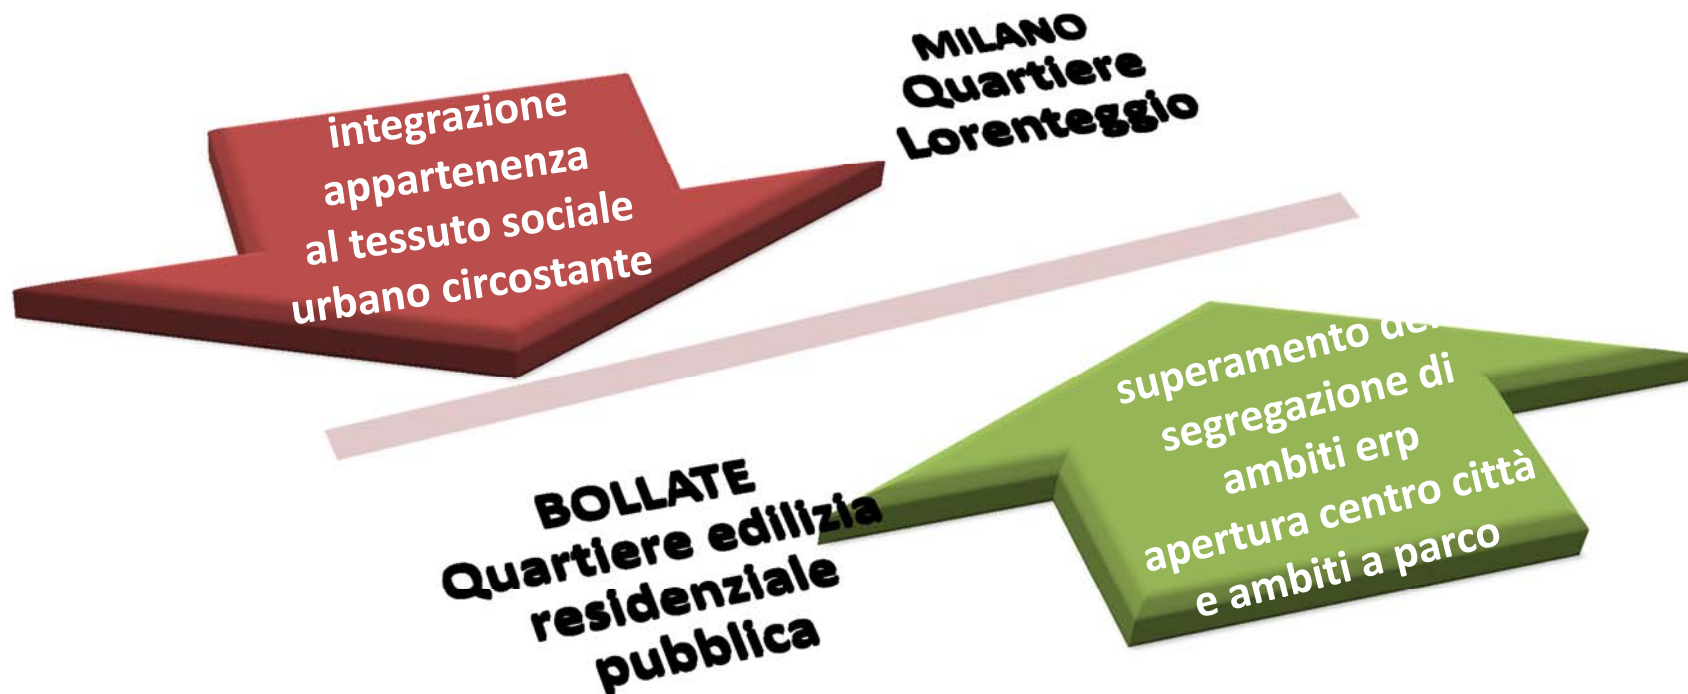 MILANO
Quartiere
Lorenteggio
integrazione
appartenenza
al tessuto sociale
urbano circostante
superamento
segregazione di
ambiti erp
apertura centro città
e ambiti a parco
BOLLATE
Quartiere edilizia
residenziale
pubblica